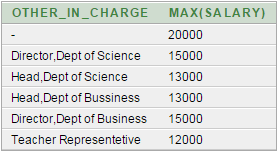 OTHER_IN_CHARGE MAX(SALARY)
- 20000
Director,Dept of Science 15000
Head,Dept of Science 13000
Head,Dept of Bussiness 13000
Director,Dept of Business 15000
Teacher Representetive 12000